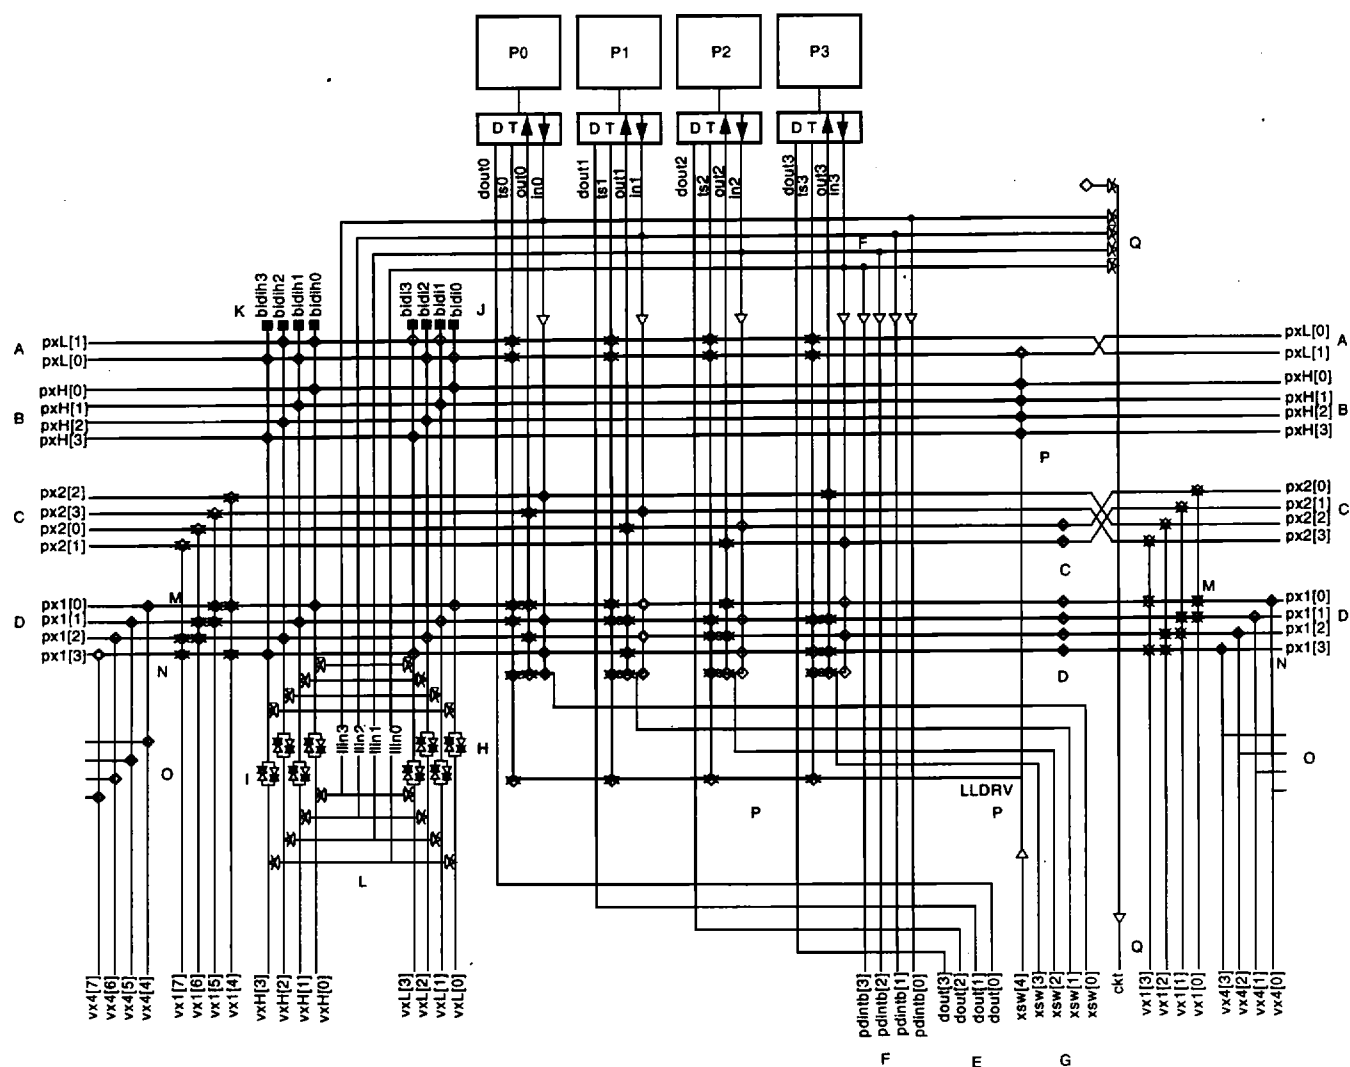 P0 P1 P2 P3
D T D T D T D T
dout0 ts0 out0 in0 dout1 ts1 out1 in1 dout2 ts2 out2 in2 dout3 ts3 out3 in3
F Q
K bidih3 bidih2 bidih1 bidih0 bidi3 bidi2 bidi1 bidi0 J
pxL[0]
A pxL[1] A
pxL[0] pxL[1]
pxH[0] pxH[0]
pxH[1] pxH[1]
B pxH[2] pxH[2] B
pxH[3] pxH[3]
P
px2[2] px2[0]
C px2[3] px2[1] C
px2[0] px2[2]
px2[1] px2[3]
C
M M
px1[0] px1[0]
D px1[1] px1[1] D
px1[2] px1[2]
px1[3] px1[3]
N D N
llin3 llin2 llin1 llin0
H
I O O
LLDRV
P P
L
Q
vx4[7] vx4[6] vx4[5] vx4[4] vx1[7] vx1[6] vx1[5] vx1[4] vxH[3] vxH[2] vxH[1] vxH[0] vxL[3] vxL[2] vxL[1] vxL[0] pdintb[3] pdintb[2] pdintb[1] pdintb[0] dout[3] dout[2] dout[1] dout[0] xsw[4] xsw[3] xsw[2] xsw[1] xsw[0] ckt vx1[3] vx1[2] vx1[1] vx1[0] vx4[3] vx4[2] vx4[1] vx4[0]
F E G